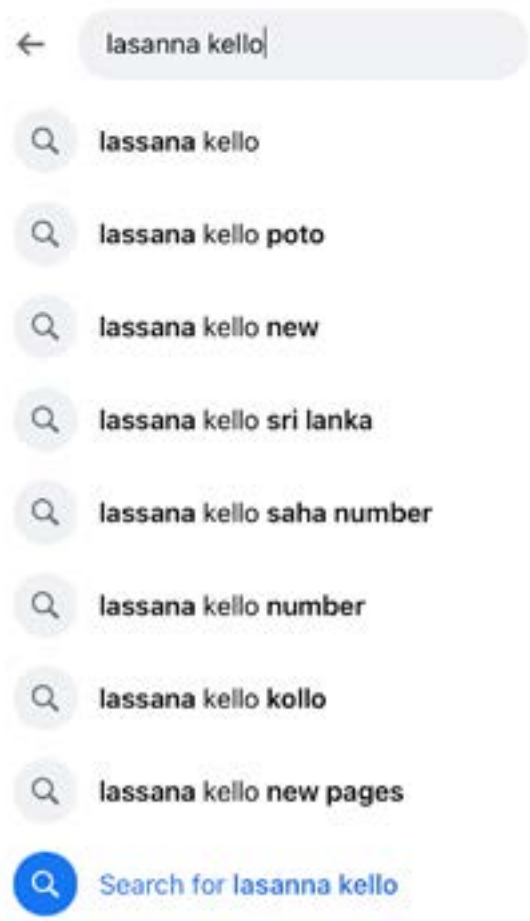 lasanna kello
lassana kello
lassana kello poto
lassana kello new
lassana kello sri lanka
lassana kello saha number
lassana kello number
lassana kello kollo
lassana kello new pages
Search for lasanna kello